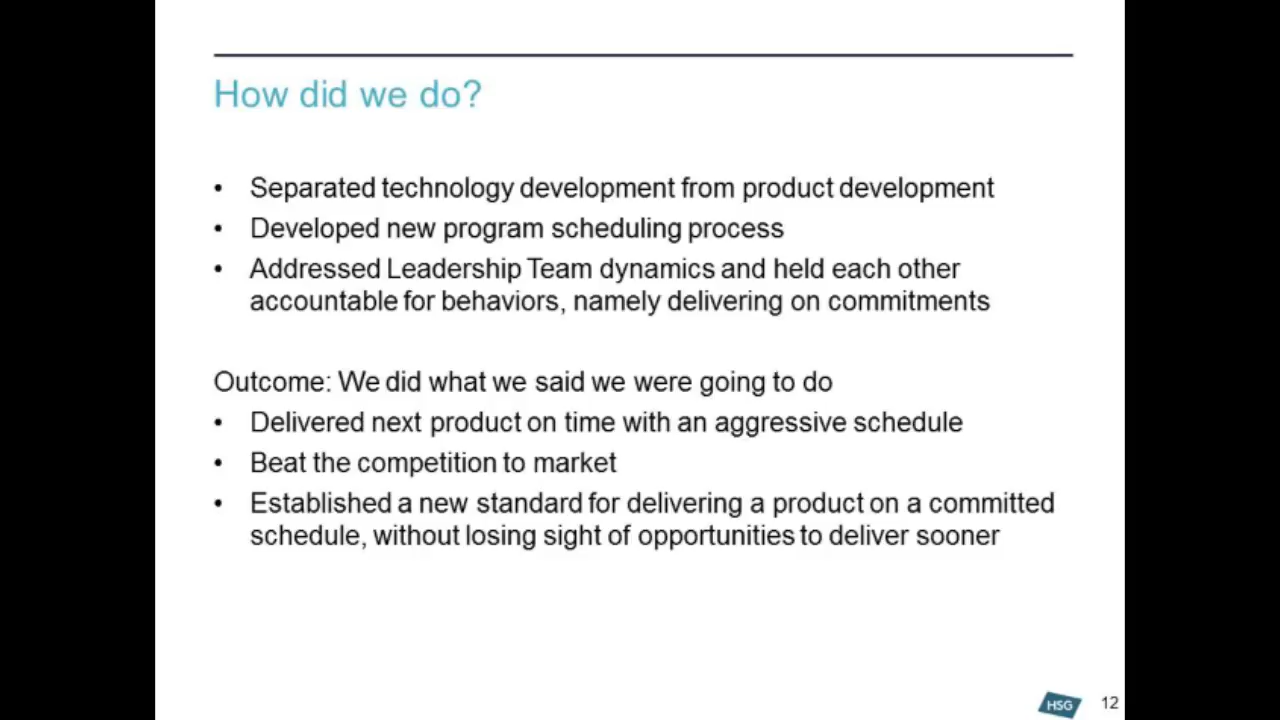 How did we do?
• Separated technology development from product development
• Developed new program scheduling process
• Addressed Leadership Team dynamics and held each other
accountable for behaviors, namely delivering on commitments
Outcome: We did what we said we were going to do
• Delivered next product on time with an aggressive schedule
• Beat the competition to market
• Established a new standard for delivering a product on a committed
schedule, without losing sight of opportunities to deliver sooner
HSG
12